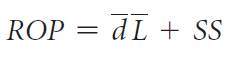 ROP = d̅ L̅ + SS